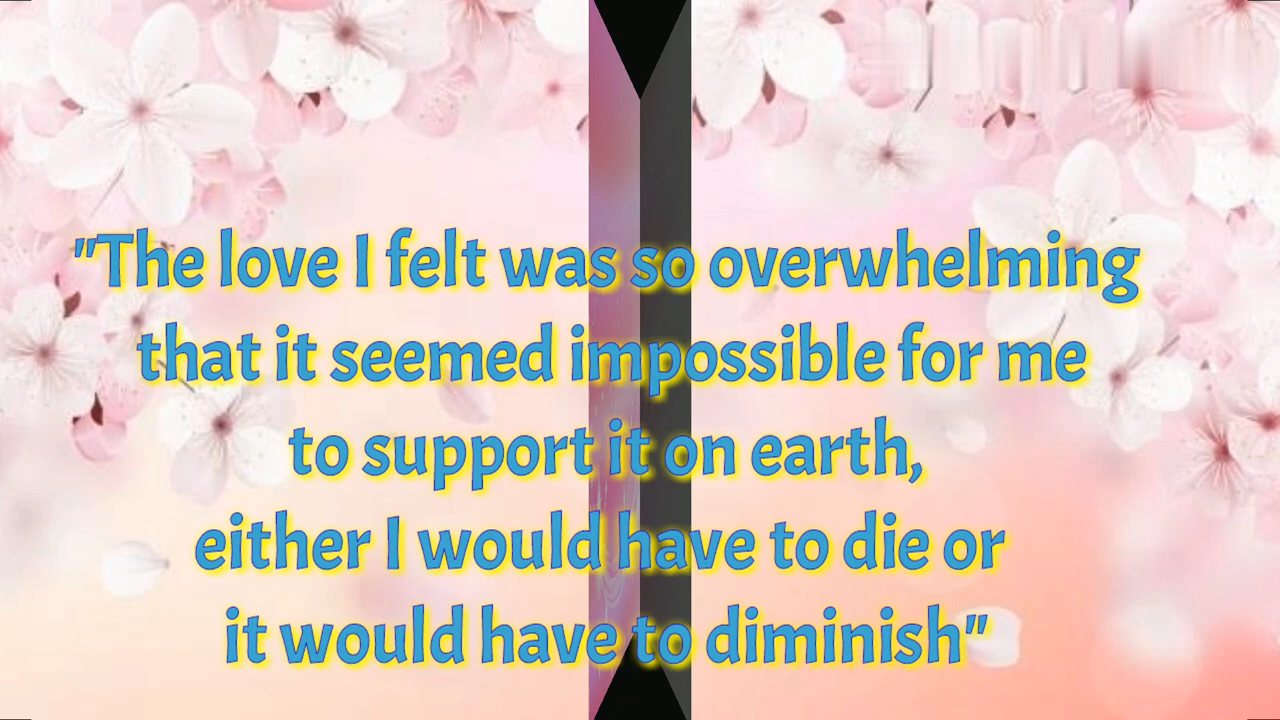 "The love I felt was so overwhelming
that it seemed impossible for me
to support it on earth,
either I would have to die or
it would have to diminish"